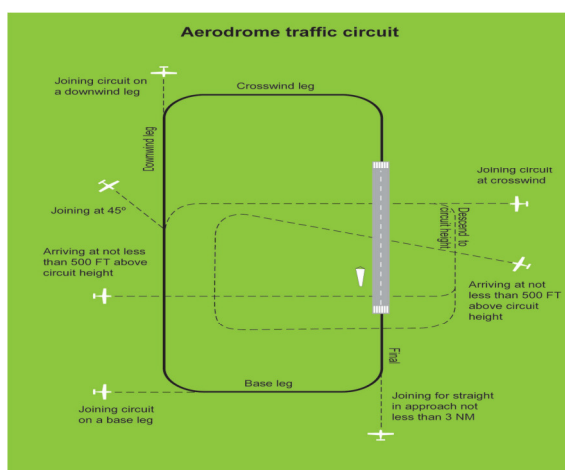 Aerodrome traffic circuit
Joining circuit on
a downwind leg
Crosswind leg
Downwind leg
Joining circuit
at crosswind
Joining at 45º
Descend to
circuit height
Arriving at not less
than 500 FT above
circuit height
Arriving at not
less than 500 FT
above circuit
height
Final
Base leg
Joining circuit
on a base leg
Joining for straight
in approach not
less than 3 NM